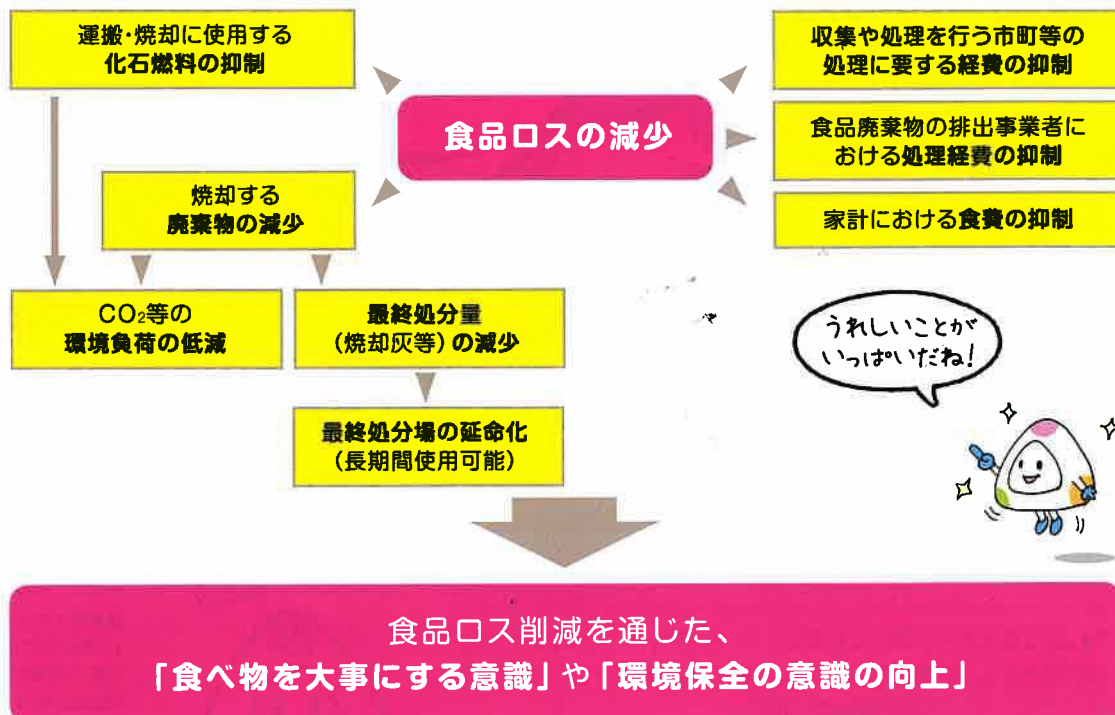 運搬・焼却に使用する
化石燃料の抑制
収集や処理を行う市町等の
処理に要する経費の抑制
食品ロスの減少
食品廃棄物の排出事業者に
おける処理経費の抑制
焼却する
廃棄物の減少
家計における食費の抑制
CO₂等の
環境負荷の低減
最終処分量
(焼却灰等)の減少
うれしいことが
いっぱいだね!
最終処分場の延命化
(長期間使用可能)
食品ロス削減を通じた、
「食べ物を大事にする意識」や「環境保全の意識の向上」